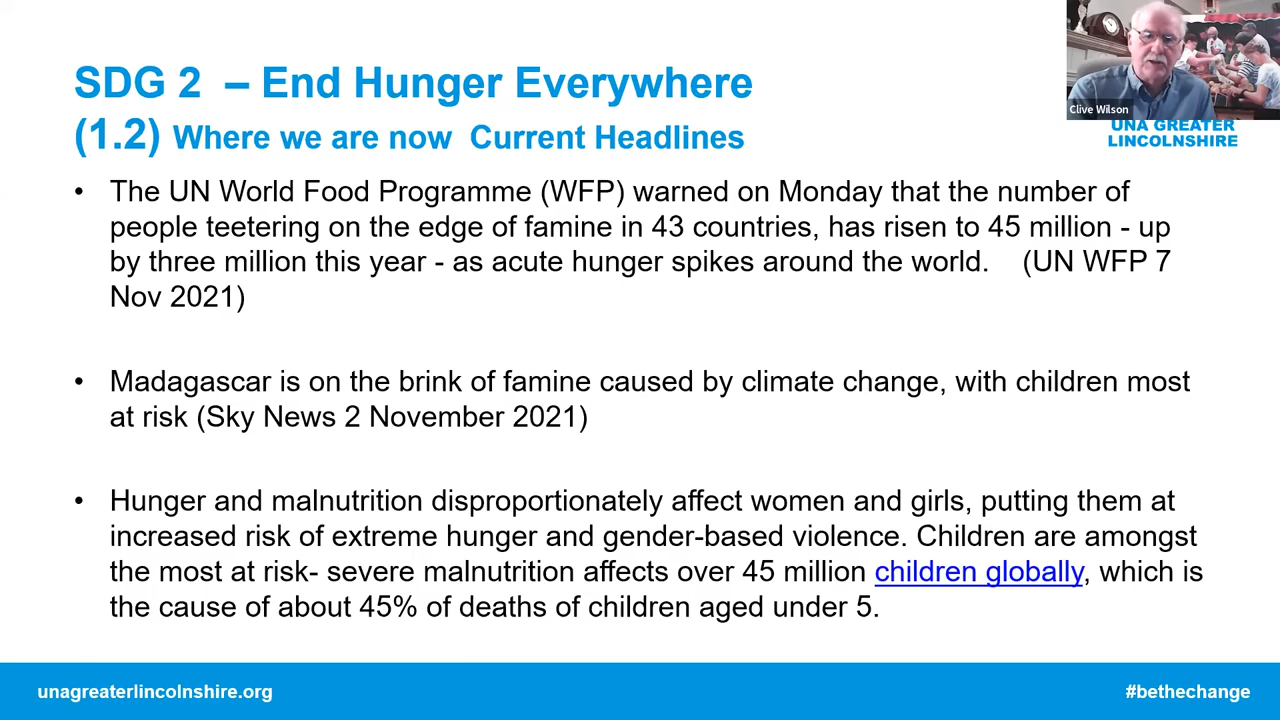 SDG 2 – End Hunger Everywhere
(1.2) Where we are now Current Headlines
Clive Wilson
UNA GREATER
LINCOLNSHIRE
• The UN World Food Programme (WFP) warned on Monday that the number of
people teetering on the edge of famine in 43 countries, has risen to 45 million - up
by three million this year - as acute hunger spikes around the world. (UN WFP 7
Nov 2021)
• Madagascar is on the brink of famine caused by climate change, with children most
at risk (Sky News 2 November 2021)
• Hunger and malnutrition disproportionately affect women and girls, putting them at
increased risk of extreme hunger and gender-based violence. Children are amongst
the most at risk- severe malnutrition affects over 45 million children globally, which is
the cause of about 45% of deaths of children aged under 5.
unagreaterlincolnshire.org
#bethechange